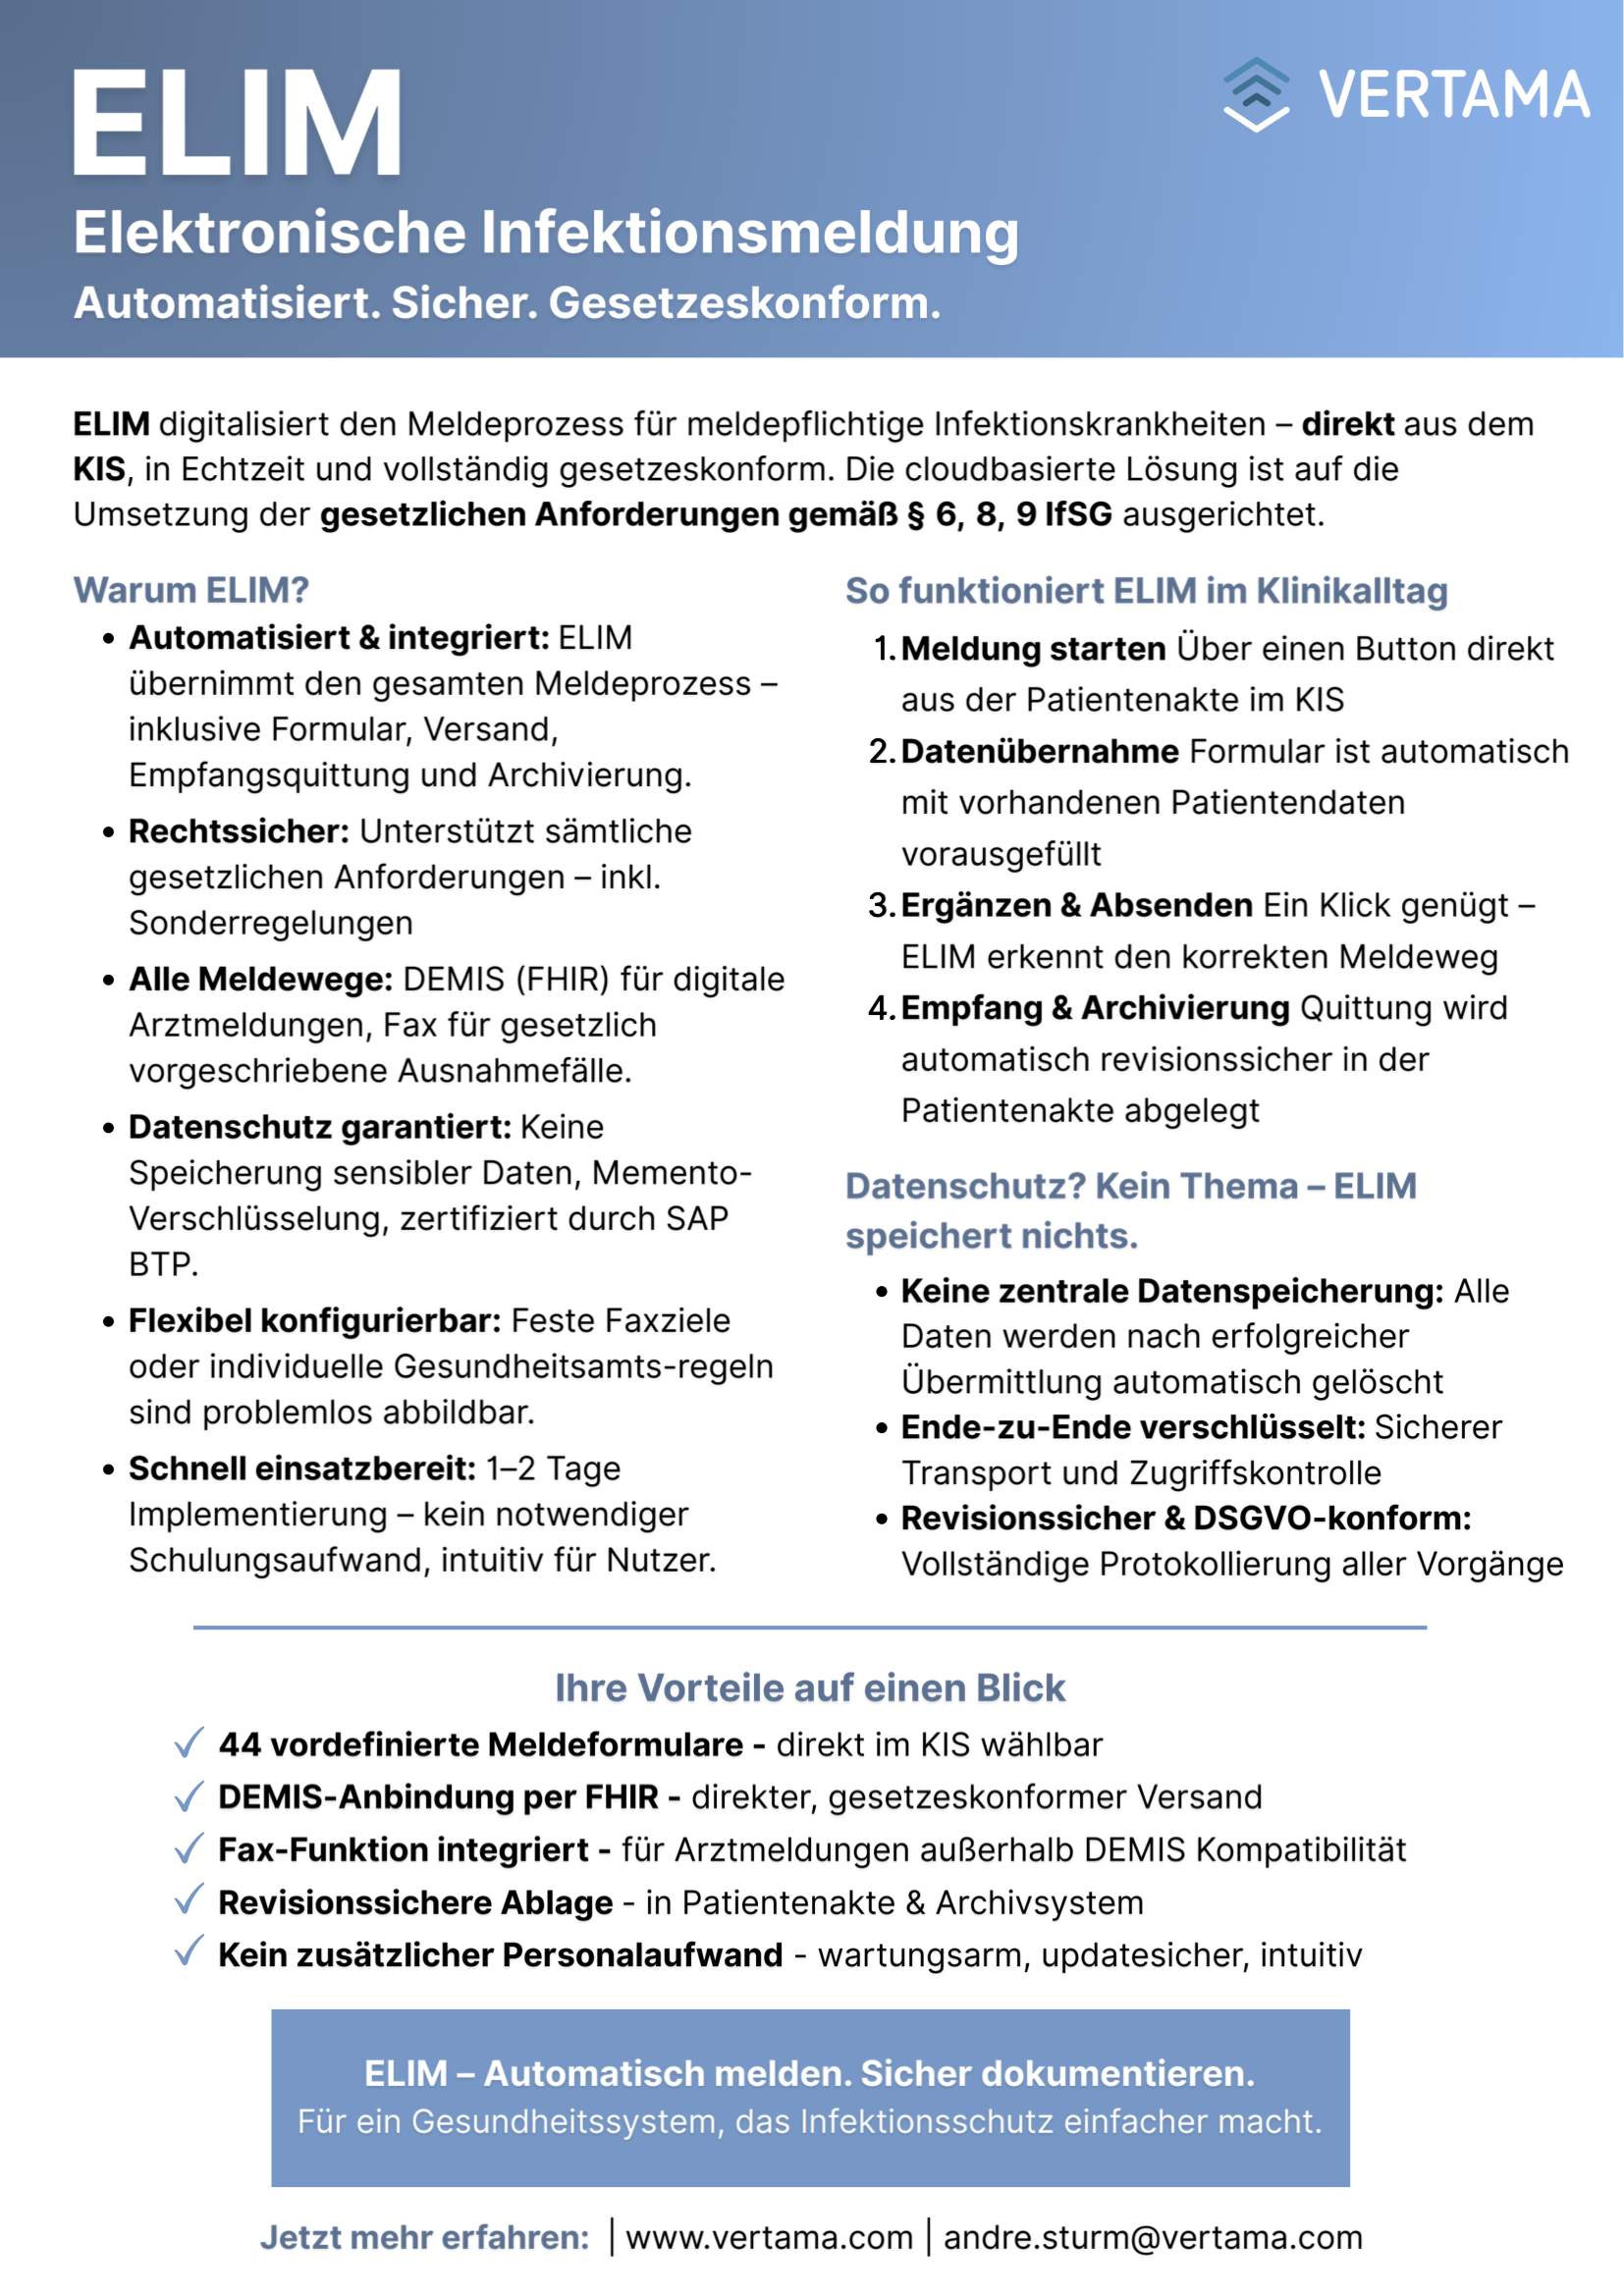 ELIM
VERTAMA
Elektronische Infektionsmeldung
Automatisiert. Sicher. Gesetzeskonform.
ELIM digitalisiert den Meldeprozess für meldepflichtige Infektionskrankheiten – direkt aus dem
KIS, in Echtzeit und vollständig gesetzeskonform. Die cloudbasierte Lösung ist auf die
Umsetzung der gesetzlichen Anforderungen gemäß § 6, 8, 9 IfSG ausgerichtet.
Warum ELIM?
• Automatisiert & integriert: ELIM
übernimmt den gesamten Meldeprozess –
inklusive Formular, Versand,
Empfangsquittung und Archivierung.
• Rechtssicher: Unterstützt sämtliche
gesetzlichen Anforderungen – inkl.
Sonderregelungen
• Alle Meldewege: DEMIS (FHIR) für digitale
Arztmeldungen, Fax für gesetzlich
vorgeschriebene Ausnahmefälle.
• Datenschutz garantiert: Keine
Speicherung sensibler Daten, Memento-
Verschlüsselung, zertifiziert durch SAP
BTP.
• Flexibel konfigurierbar: Feste Faxziele
oder individuelle Gesundheitsamts-regeln
sind problemlos abbildbar.
• Schnell einsatzbereit: 1–2 Tage
Implementierung – kein notwendiger
Schulungsaufwand, intuitiv für Nutzer.
So funktioniert ELIM im Klinikalltag
1. Meldung starten Über einen Button direkt
aus der Patientenakte im KIS
2. Datenübernahme Formular ist automatisch
mit vorhandenen Patientendaten
vorausgefüllt
3. Ergänzen & Absenden Ein Klick genügt –
ELIM erkennt den korrekten Meldeweg
4. Empfang & Archivierung Quittung wird
automatisch revisionssicher in der
Patientenakte abgelegt
Datenschutz? Kein Thema – ELIM
speichert nichts.
• Keine zentrale Datenspeicherung: Alle
Daten werden nach erfolgreicher
Übermittlung automatisch gelöscht
• Ende-zu-Ende verschlüsselt: Sicherer
Transport und Zugriffskontrolle
• Revisionssicher & DSGVO-konform:
Vollständige Protokollierung aller Vorgänge
Ihre Vorteile auf einen Blick
✓ 44 vordefinierte Meldeformulare - direkt im KIS wählbar
✓ DEMIS-Anbindung per FHIR - direkter, gesetzeskonformer Versand
✓ Fax-Funktion integriert - für Arztmeldungen außerhalb DEMIS Kompatibilität
✓ Revisionssichere Ablage - in Patientenakte & Archivsystem
✓ Kein zusätzlicher Personalaufwand - wartungsarm, updatesicher, intuitiv
ELIM – Automatisch melden. Sicher dokumentieren.
Für ein Gesundheitssystem, das Infektionsschutz einfacher macht.
Jetzt mehr erfahren: | www.vertama.com | andre.sturm@vertama.com